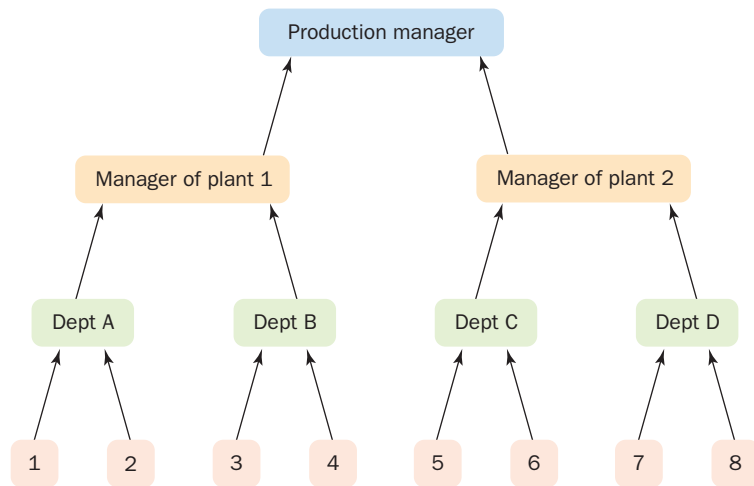 Production manager
Manager of plant 1
Manager of plant 2
Dept A
Dept B
Dept C
Dept D
1
2
3
4
5
6
7
8